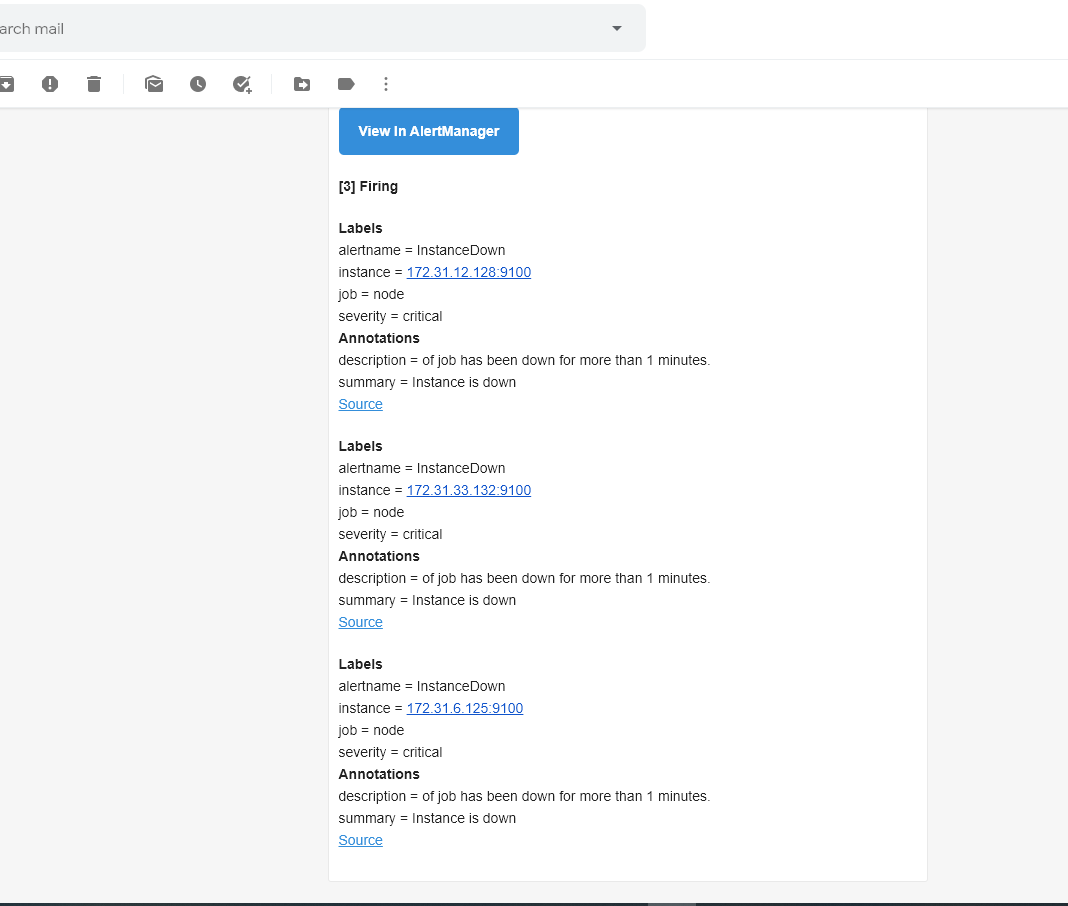 arch mail
View In AlertManager
[3] Firing
Labels
alertname = InstanceDown
instance = 172.31.12.128:9100
job = node
severity = critical
Annotations
description = of job has been down for more than 1 minutes.
summary = Instance is down
Source
Labels
alertname = InstanceDown
instance = 172.31.33.132:9100
job = node
severity = critical
Annotations
description = of job has been down for more than 1 minutes.
summary = Instance is down
Source
Labels
alertname = InstanceDown
instance = 172.31.6.125:9100
job = node
severity = critical
Annotations
description = of job has been down for more than 1 minutes.
summary = Instance is down
Source